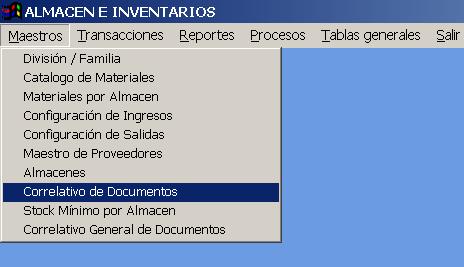 ALMACEN E INVENTARIOS
Maestros Transacciones Reportes Procesos Tablas generales Salir
División / Familia
Catalogo de Materiales
Materiales por Almacen
Configuración de Ingresos
Configuración de Salidas
Maestro de Proveedores
Almacenes
Correlativo de Documentos
Stock Mínimo por Almacen
Correlativo General de Documentos